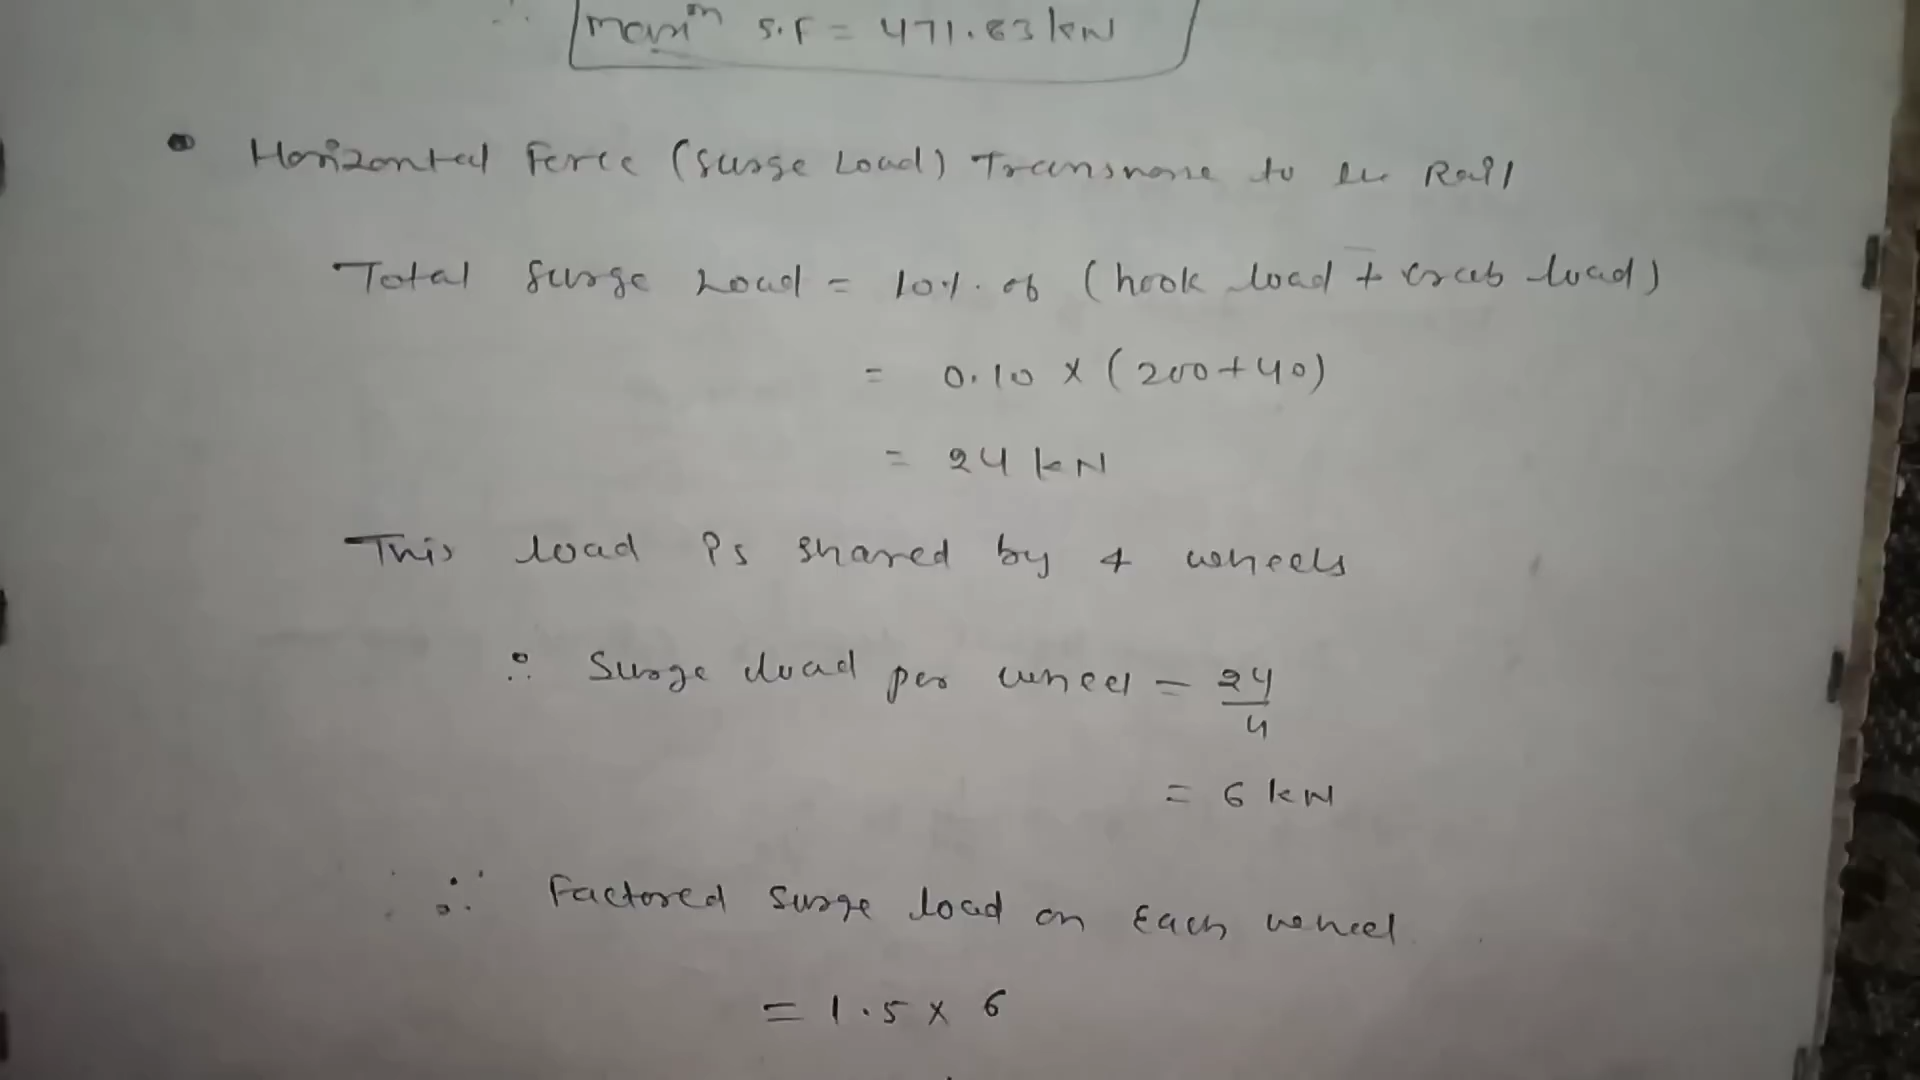 ∴ maxm S.F = 471.83 kN
• Horizontal Force (surge Load) Transverse to the Rail
Total surge Load = 10% of (hook load + crab load)
= 0.10 x (200+40)
= 24 kN
This load is shared by 4 wheels
∴ Surge load per wheel = 24/4
= 6 kN
∴ Factored surge load on Each wheel
= 1.5 x 6